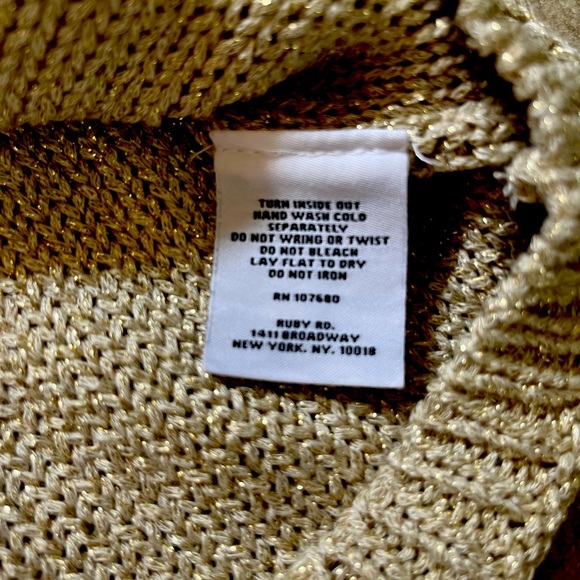 TURN INSIDE OUT
HAND WASH COLD
SEPARATELY
DO NOT WRING OR TWIST
DO NOT BLEACH
LAY FLAT TO DRY
DO NOT IRON
RN 107680
RUBY RD.
1411 BROADWAY
NEW YORK. NY. 10018